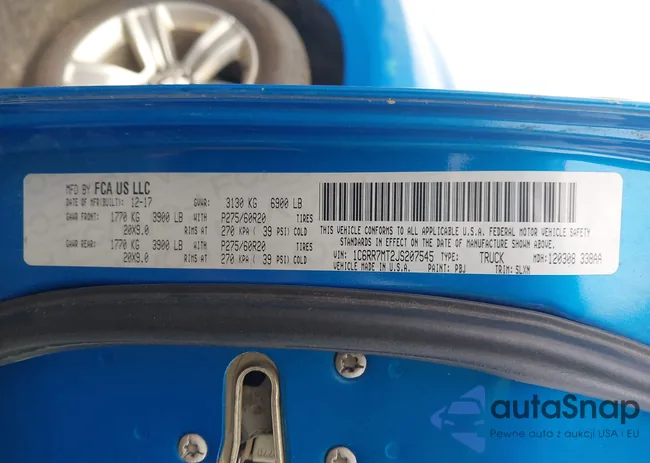 MFD BY FCA US LLC
DATE OF MFR(BUILT): 12-17 GVWR: 3130 KG 6900 LB
GAWR FRONT: 1770 KG 3900 LB WITH P275/60R20 TIRES
20X9.0 RIMS AT 270 KPA ( 39 PSI) COLD
GAWR REAR: 1770 KG 3900 LB WITH P275/60R20 TIRES
20X9.0 RIMS AT 270 KPA ( 39 PSI) COLD
THIS VEHICLE CONFORMS TO ALL APPLICABLE U.S.A. FEDERAL MOTOR VEHICLE SAFETY
STANDARDS IN EFFECT ON THE DATE OF MANUFACTURE SHOWN ABOVE.
VIN: 1C6RR7MT2JS207545 TYPE: TRUCK MDH: 120308 338AA
VEHICLE MADE IN U.S.A. PAINT: PBJ TRIM: SLXN
autaSnap
Pewne auta z aukcji USA i EU